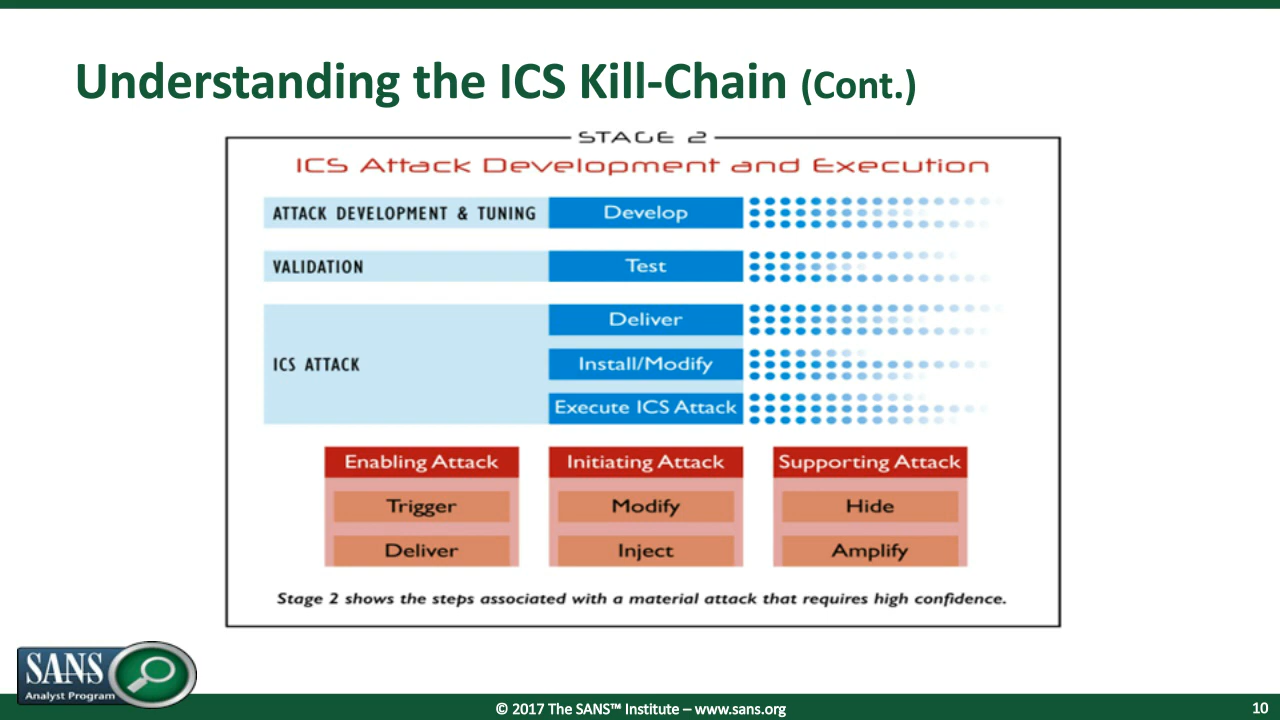 Understanding the ICS Kill-Chain (Cont.)
STAGE 2
ICS Attack Development and Execution
ATTACK DEVELOPMENT & TUNING
Develop
VALIDATION
Test
ICS ATTACK
Deliver
Install/Modify
Execute ICS Attack
Enabling Attack
Initiating Attack
Supporting Attack
Trigger
Modify
Hide
Deliver
Inject
Amplify
Stage 2 shows the steps associated with a material attack that requires high confidence.
SANS
Analyst Program
© 2017 The SANS™ Institute – www.sans.org
10